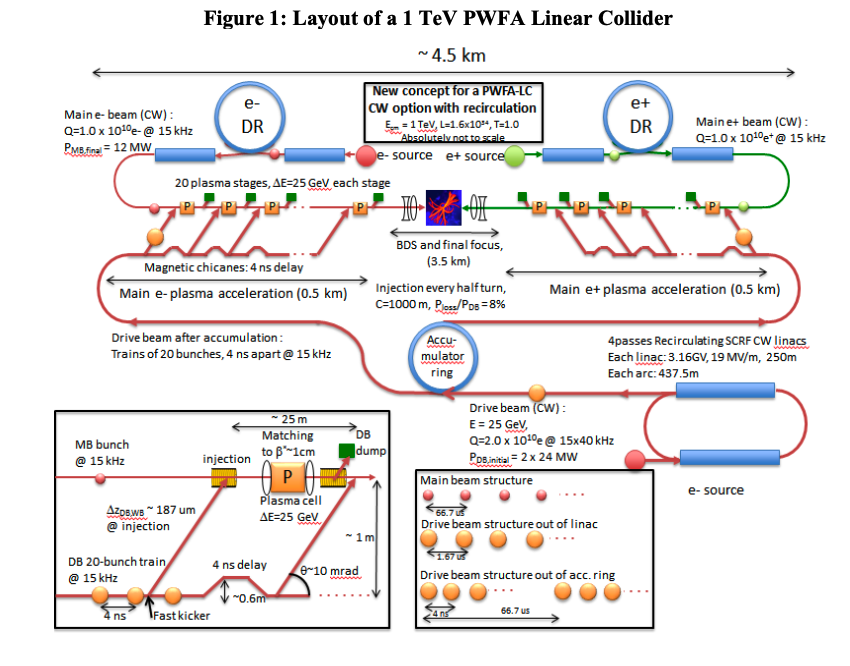 Figure 1: Layout of a 1 TeV PWFA Linear Collider
~ 4.5 km
New concept for a PWFA-LC
CW option with recirculation
Ecm = 1 TeV, L=1.6x10³⁴, T=1.0
Absolutely not to scale
e-
DR
e+
DR
Main e- beam (CW) :
Q=1.0 x 10¹⁰e- @ 15 kHz
PMB,final = 12 MW
Main e+ beam (CW) :
Q=1.0 x 10¹⁰e⁺ @ 15 kHz
e- source
e+ source
20 plasma stages, ΔE=25 GeV each stage
P
P
P
P
P
P
P
P
BDS and final focus,
(3.5 km)
Magnetic chicanes: 4 ns delay
Main e- plasma acceleration (0.5 km)
Injection every half turn,
C=1000 m, Ploss/PDB = 8%
Main e+ plasma acceleration (0.5 km)
Drive beam after accumulation :
Trains of 20 bunches, 4 ns apart @ 15 kHz
Accu-
mulator
ring
4passes Recirculating SCRF CW linacs
Each linac: 3.16GV, 19 MV/m, 250m
Each arc: 437.5m
Drive beam (CW) :
E = 25 GeV,
Q=2.0 x 10¹⁰e @ 15x40 kHz
PDB,initial = 2 x 24 MW
e- source
~ 25 m
MB bunch
@ 15 kHz
injection
Matching
to β*~1cm
DB
dump
P
Plasma cell
ΔE=25 GeV
ΔzDB,WB ~ 187 um
@ injection
~ 1 m
DB 20-bunch train
@ 15 kHz
4 ns delay
θ~10 mrad
~0.6m
4 ns
Fast kicker
Main beam structure
66.7 us
Drive beam structure out of linac
1.67 us
Drive beam structure out of acc. ring
4 ns
66.7 us